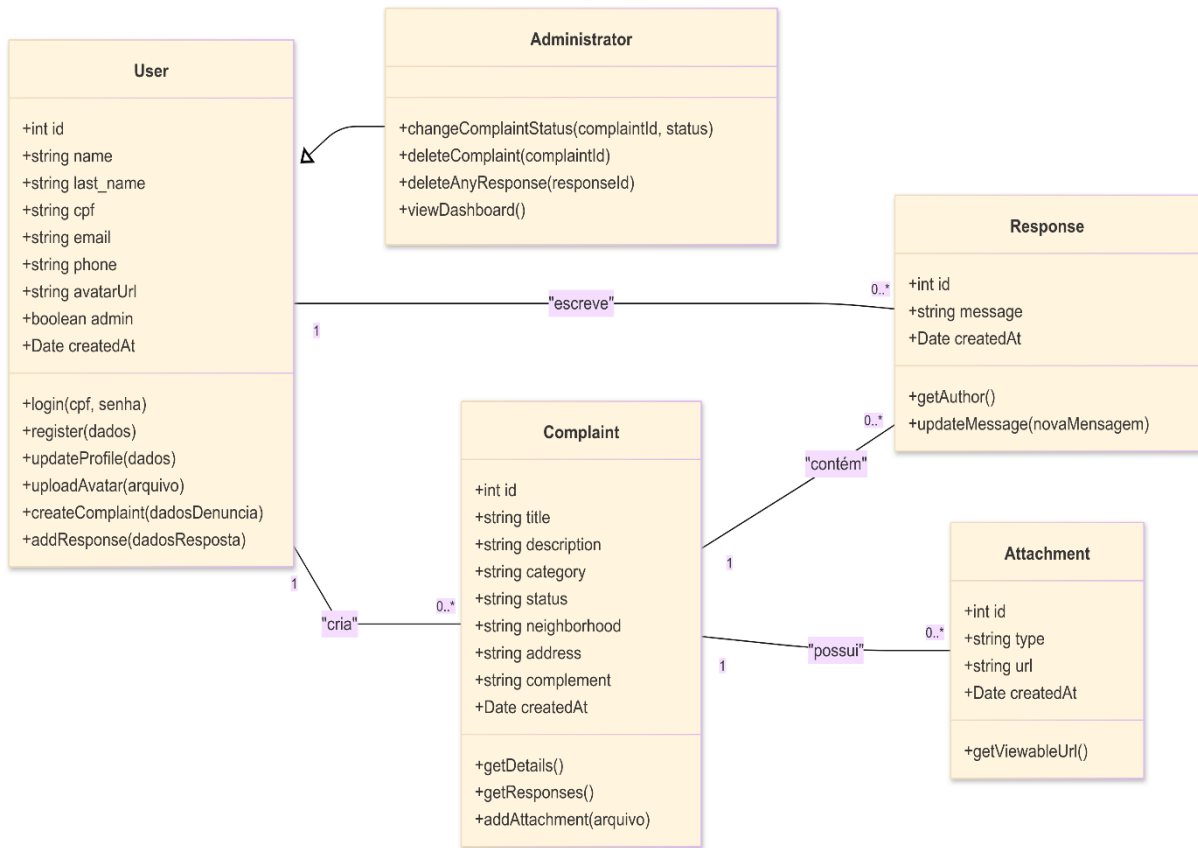 User
+int id
+string name
+string last_name
+string cpf
+string email
+string phone
+string avatarUrl
+boolean admin
+Date createdAt
+login(cpf, senha)
+register(dados)
+updateProfile(dados)
+uploadAvatar(arquivo)
+createComplaint(dadosDenuncia)
+addResponse(dadosResposta)
Administrator
+changeComplaintStatus(complaintId, status)
+deleteComplaint(complaintId)
+deleteAnyResponse(responseId)
+viewDashboard()
1
"escreve"
0..*
Response
+int id
+string message
+Date createdAt
+getAuthor()
+updateMessage(novaMensagem)
1
"cria"
0..*
Complaint
+int id
+string title
+string description
+string category
+string status
+string neighborhood
+string address
+string complement
+Date createdAt
+getDetails()
+getResponses()
+addAttachment(arquivo)
1
"contém"
0..*
1
"possui"
0..*
Attachment
+int id
+string type
+string url
+Date createdAt
+getViewableUrl()